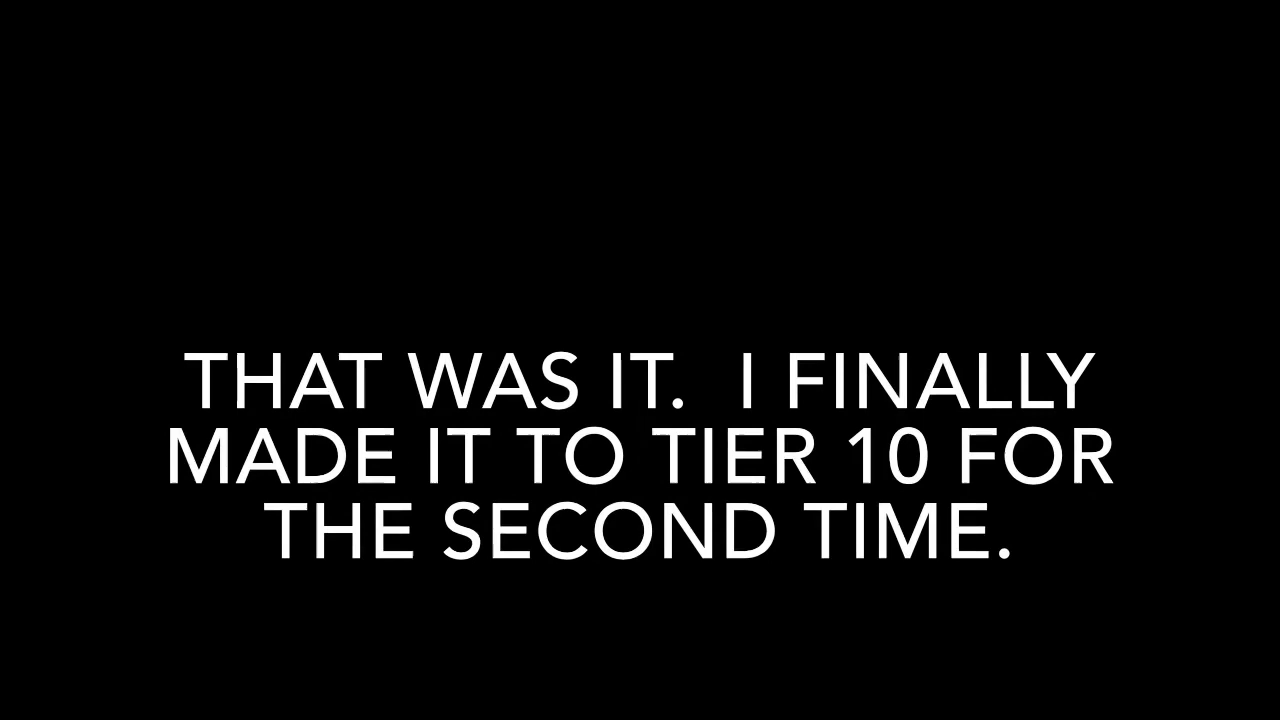 THAT WAS IT.  I FINALLY
MADE IT TO TIER 10 FOR
THE SECOND TIME.